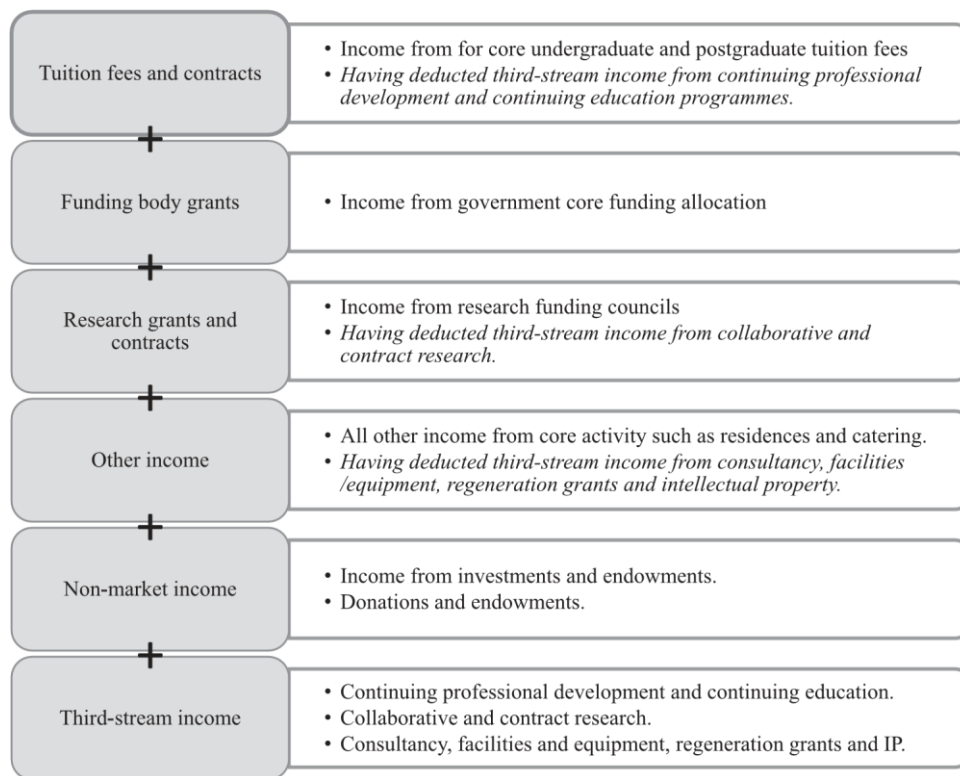 Tuition fees and contracts
• Income from for core undergraduate and postgraduate tuition fees
• Having deducted third-stream income from continuing professional
development and continuing education programmes.
+
Funding body grants
• Income from government core funding allocation
+
Research grants and
contracts
• Income from research funding councils
• Having deducted third-stream income from collaborative and
contract research.
+
Other income
• All other income from core activity such as residences and catering.
• Having deducted third-stream income from consultancy, facilities
/equipment, regeneration grants and intellectual property.
+
Non-market income
• Income from investments and endowments.
• Donations and endowments.
+
Third-stream income
• Continuing professional development and continuing education.
• Collaborative and contract research.
• Consultancy, facilities and equipment, regeneration grants and IP.